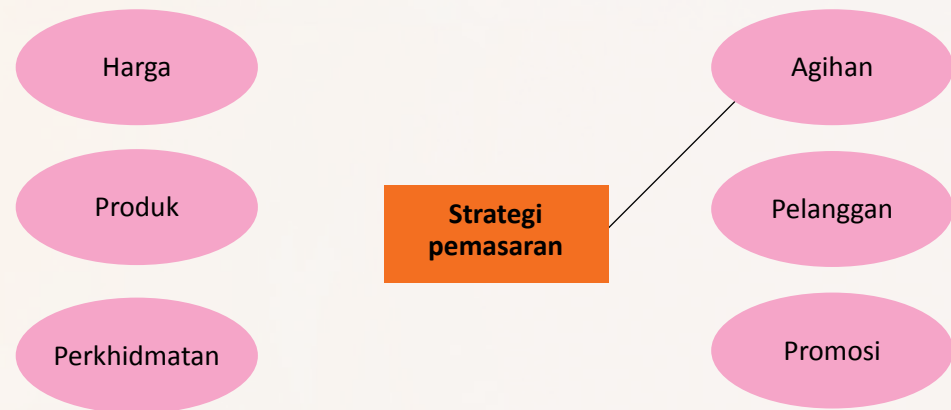 Harga
Agihan
Produk
Strategi
pemasaran
Pelanggan
Perkhidmatan
Promosi